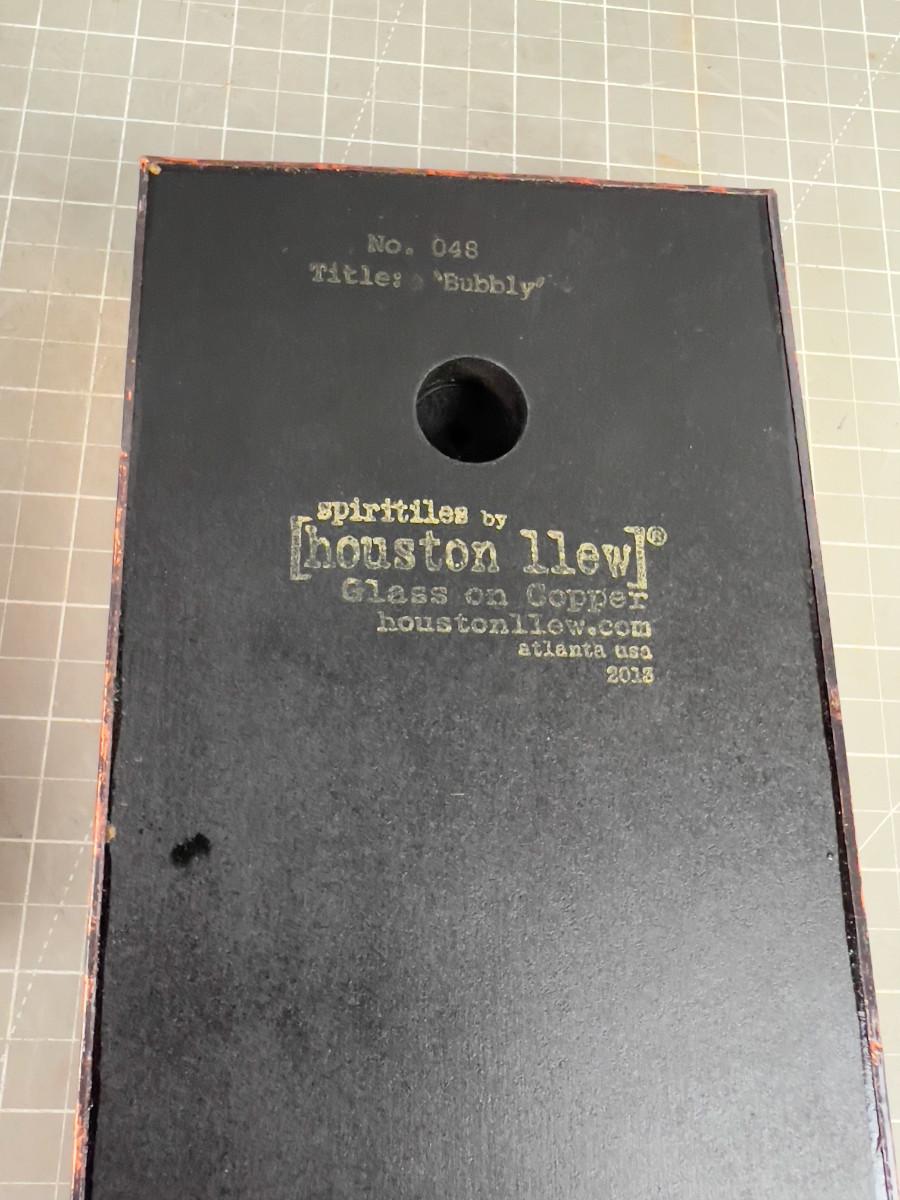 No. 048
Title: 'Bubbly'
spiritiles by
[houston llew]®
Glass on Copper
houstonllew.com
atlanta usa
2013